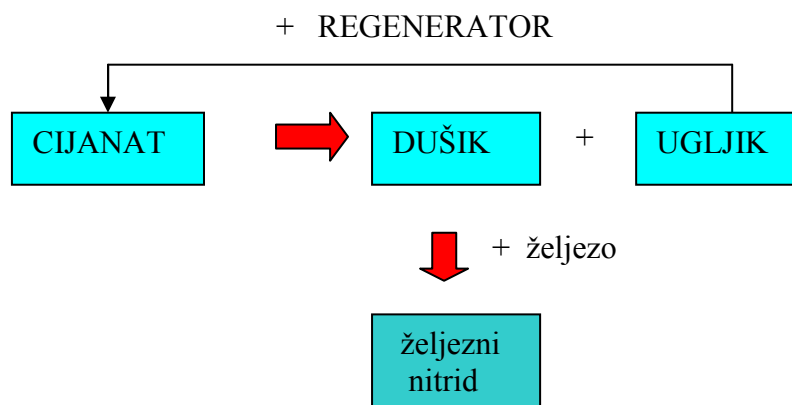 + REGENERATOR
CIJANAT
DUŠIK + UGLJIK
+ željezo
željezni
nitrid